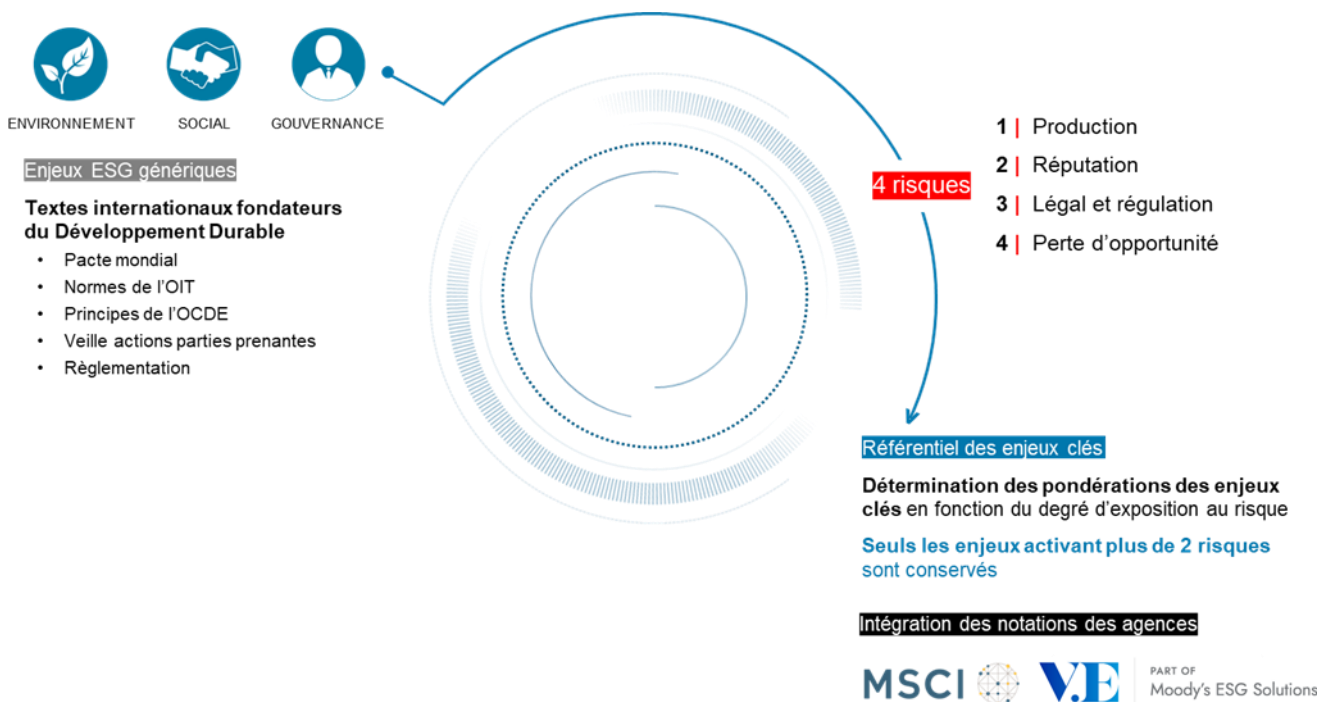 ENVIRONNEMENT
SOCIAL
GOUVERNANCE
Enjeux ESG génériques
Textes internationaux fondateurs
du Développement Durable
• Pacte mondial
• Normes de l'OIT
• Principes de l'OCDE
• Veille actions parties prenantes
• Règlementation
4 risques
1 | Production
2 | Réputation
3 | Légal et régulation
4 | Perte d'opportunité
Référentiel des enjeux clés
Détermination des pondérations des enjeux
clés en fonction du degré d'exposition au risque
Seuls les enjeux activant plus de 2 risques
sont conservés
Intégration des notations des agences
MSCI
V.E
PART OF
Moody's ESG Solutions